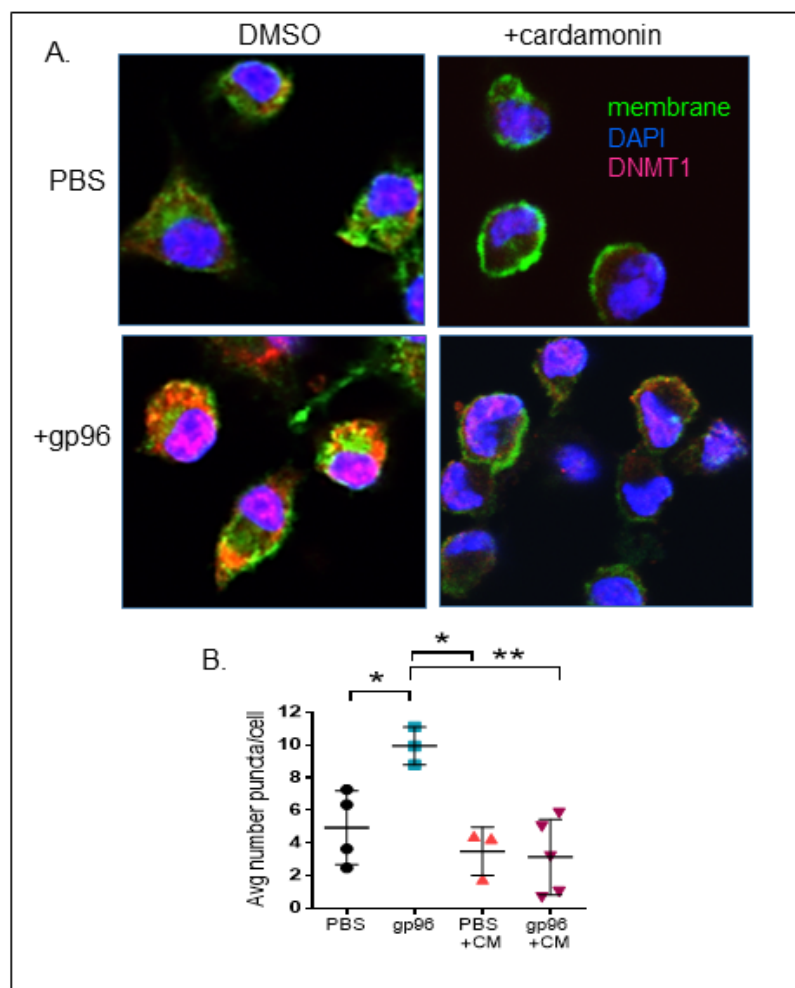 A.
DMSO
+cardamonin
PBS
membrane
DAPI
DNMT1
+gp96
B.
*
*
**
Avg number puncta/cell
12
10
8
6
4
2
0
PBS
gp96
PBS
+CM
gp96
+CM